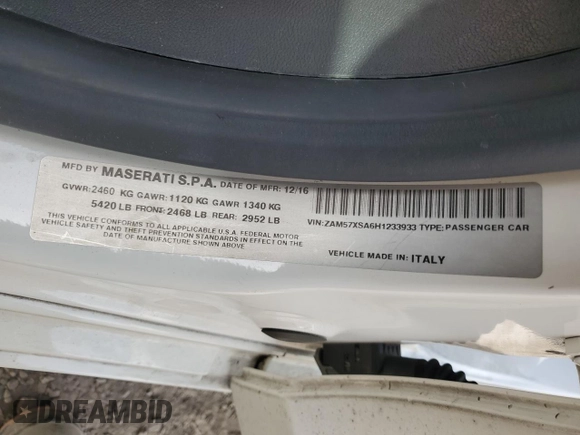 MFD BY MASERATI S.P.A. DATE OF MFR: 12/16
GVWR:2460 KG GAWR:1120 KG GAWR 1340 KG
5420 LB FRONT: 2468 LB REAR: 2952 LB
THIS VEHICLE CONFORMS TO ALL APPLICABLE U.S.A. FEDERAL MOTOR
VEHICLE SAFETY AND THEFT PREVENTION STANDARDS IN EFFECT ON THE
DATE OF MANUFACTURE SHOWN ABOVE.
VIN:ZAM57XSA6H1233933 TYPE:PASSENGER CAR
VEHICLE MADE IN: ITALY
DREAMBID